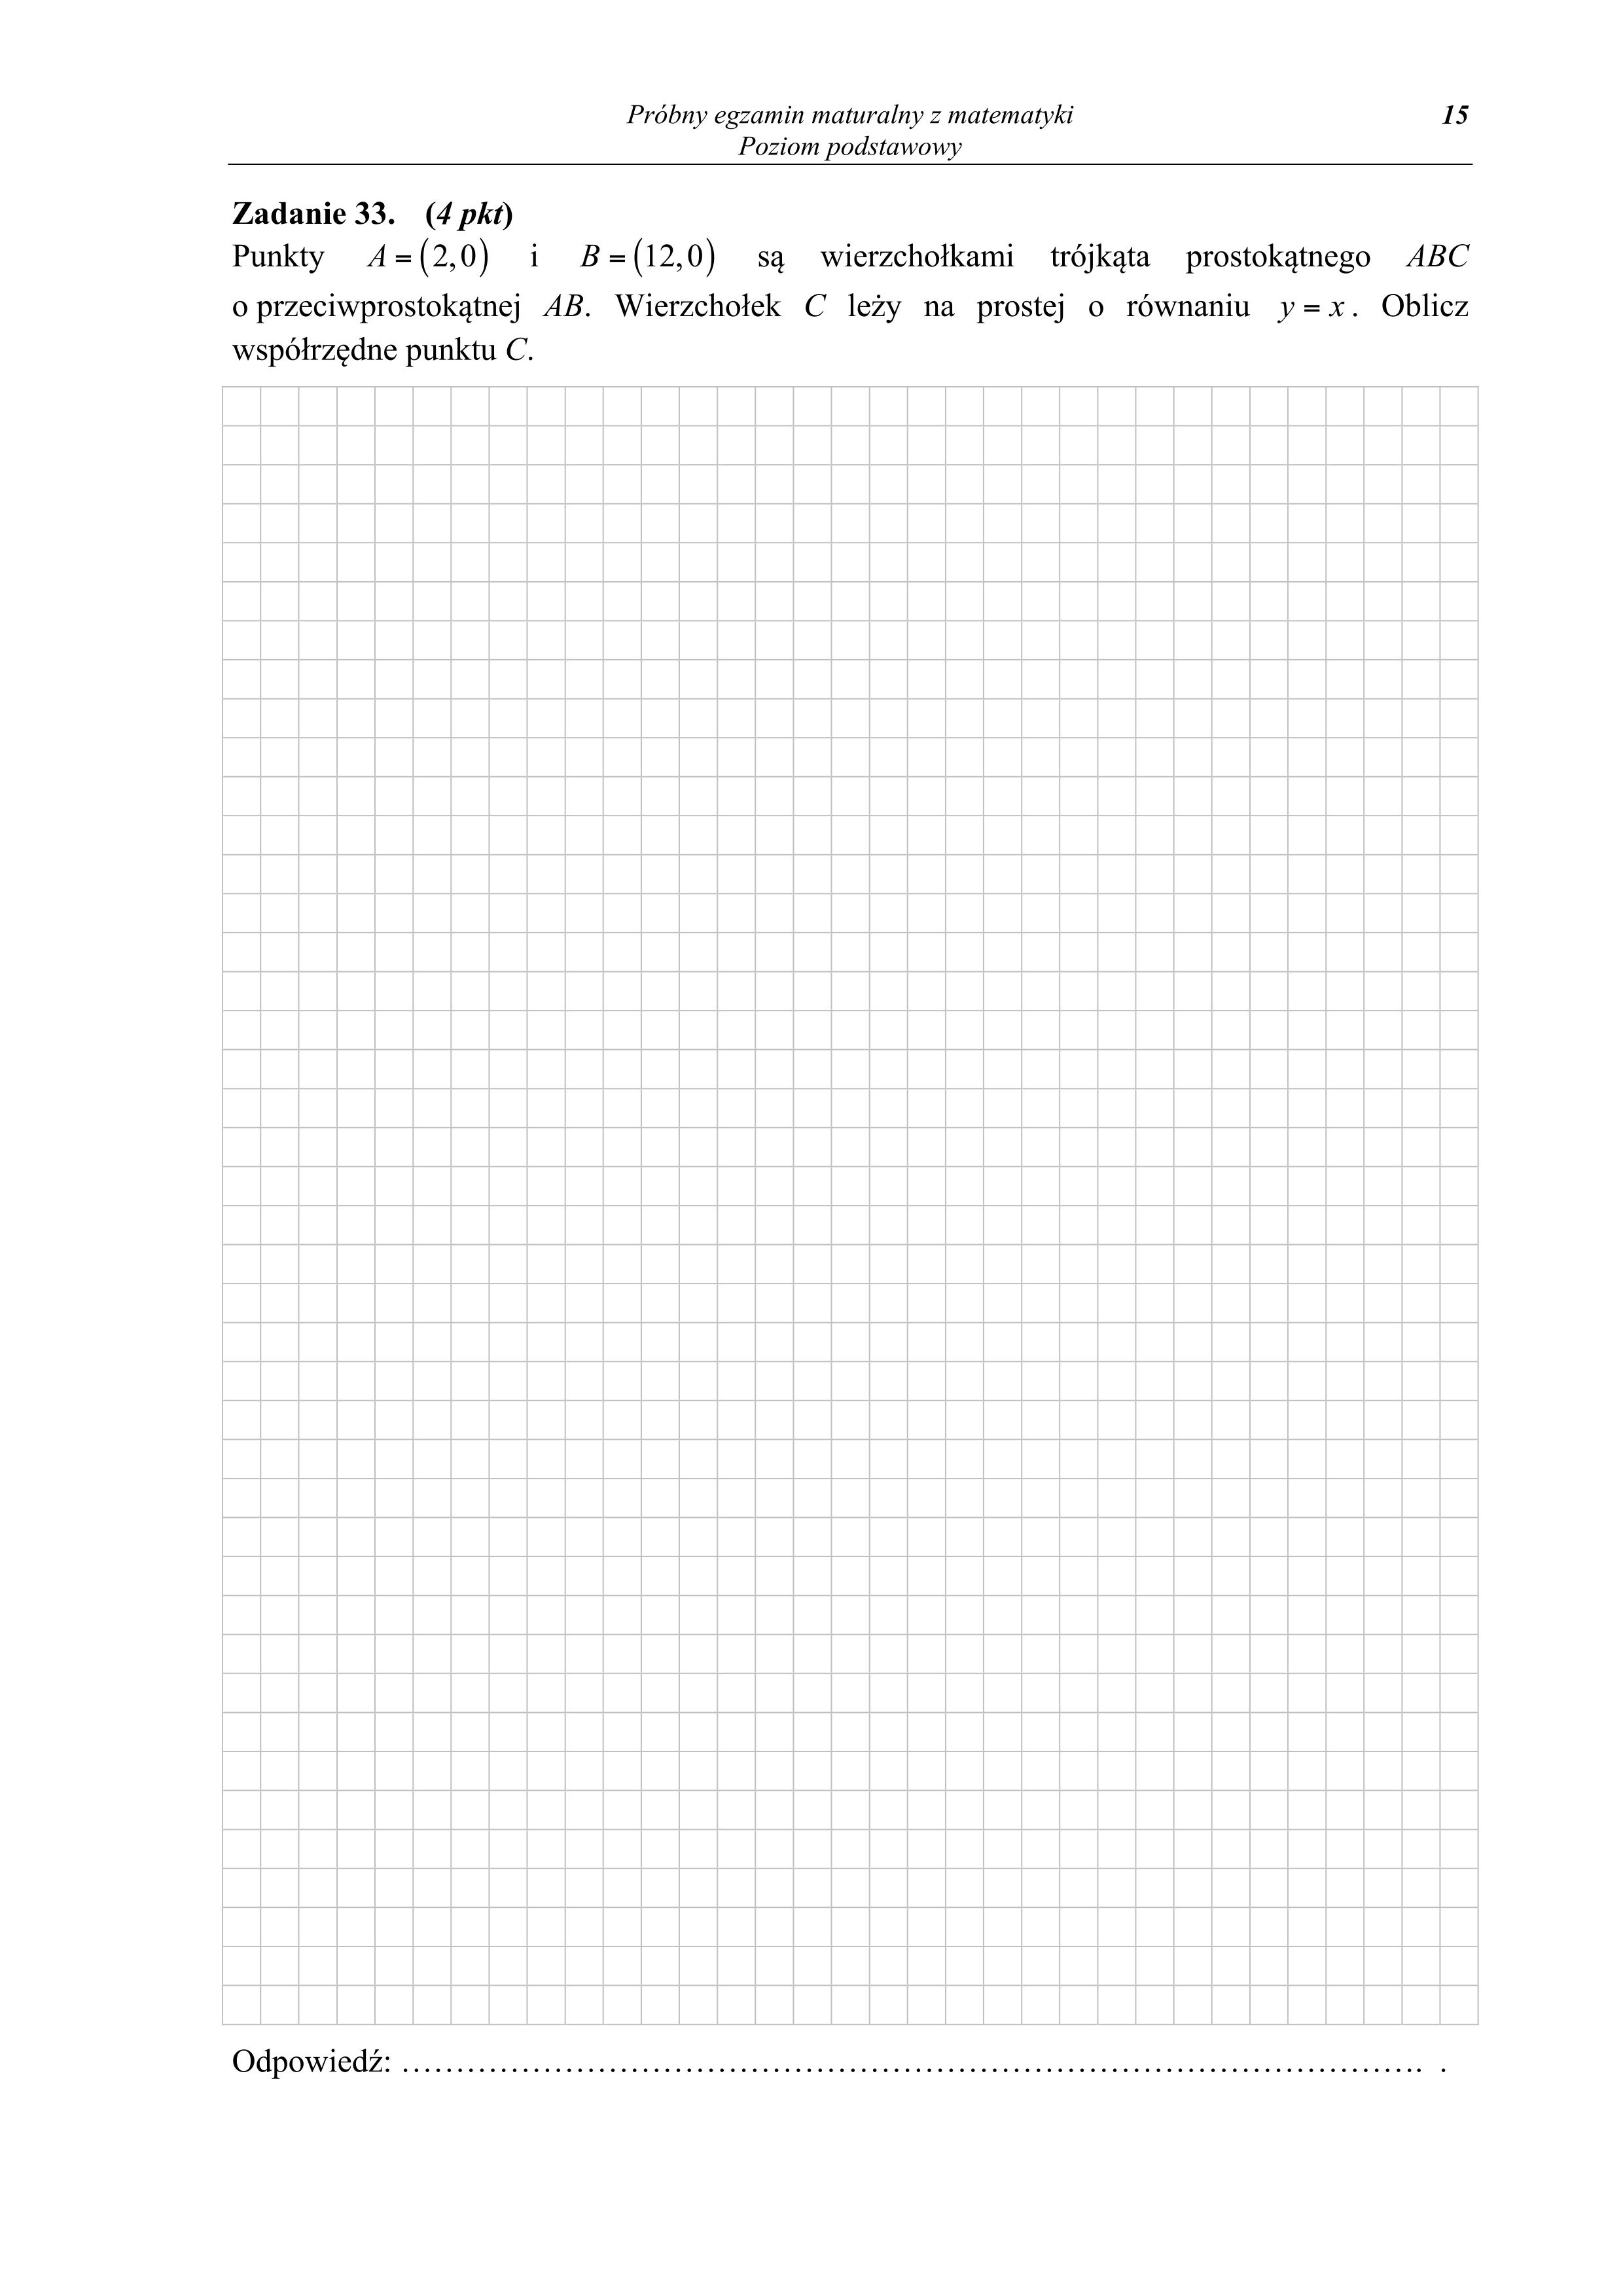 Próbny egzamin maturalny z matematyki 15
Poziom podstawowy
Zadanie 33. (4 pkt)
Punkty A = (2,0) i B = (12,0) są wierzchołkami trójkąta prostokątnego ABC
o przeciwprostokątnej AB. Wierzchołek C leży na prostej o równaniu y = x. Oblicz
współrzędne punktu C.
Odpowiedź: .................................................................................................. .